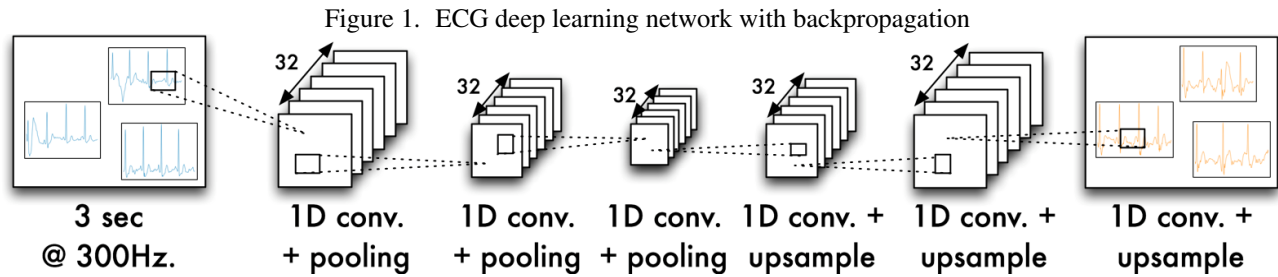 Figure 1. ECG deep learning network with backpropagation
32
32
32
32
32
3 sec
@ 300Hz.
1D conv.
+ pooling
1D conv.
+ pooling
1D conv.
+ pooling
1D conv. +
upsample
1D conv. +
upsample
1D conv. +
upsample